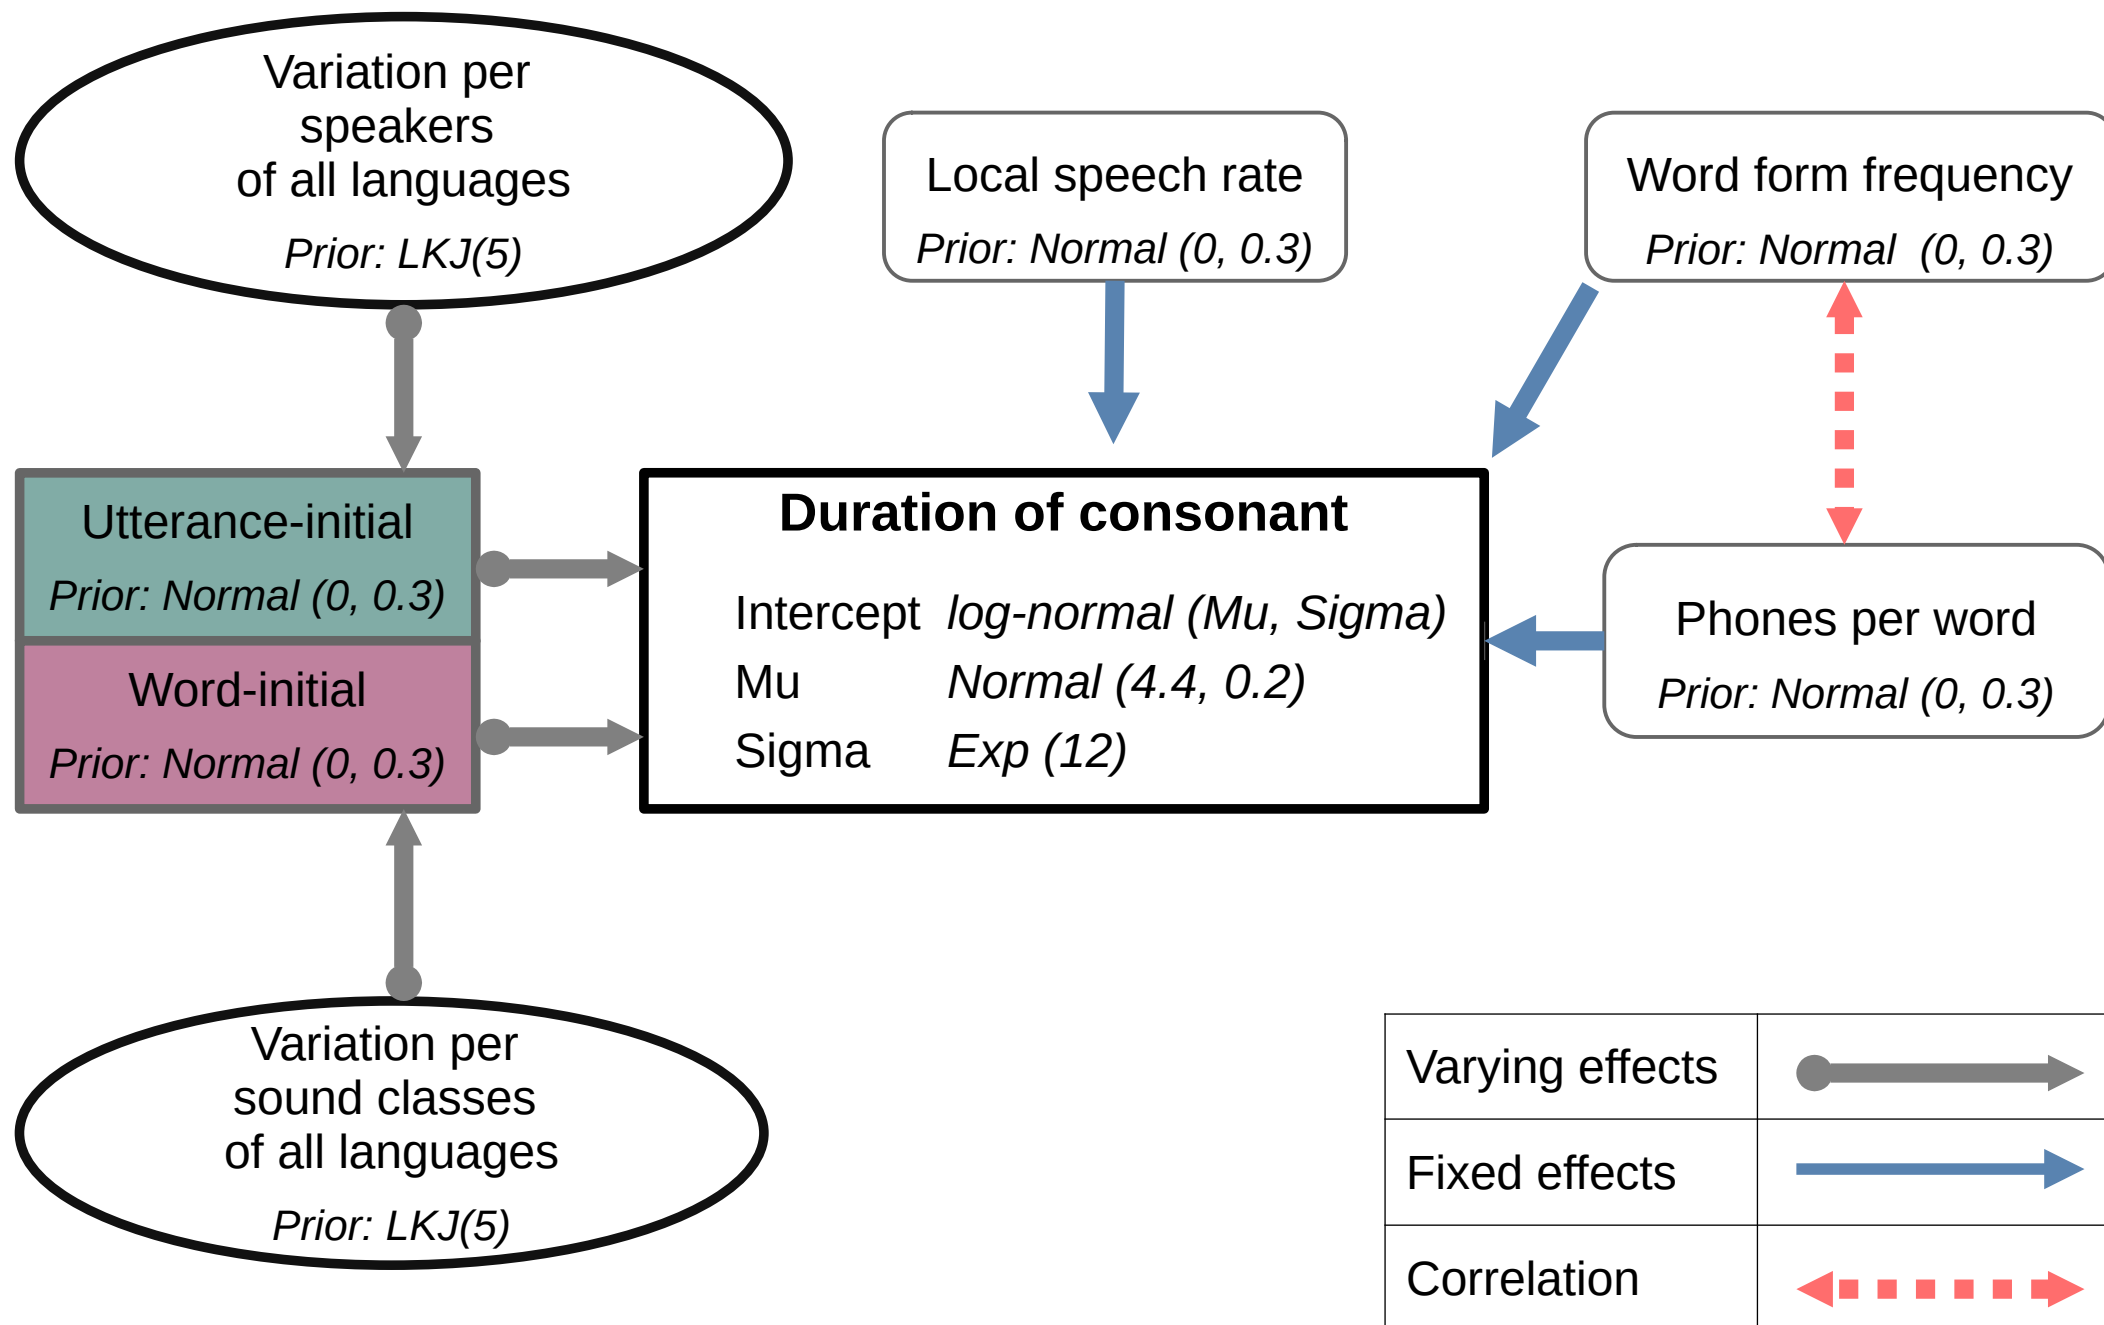 Variation per
speakers
of all languages
Prior: LKJ(5)
Local speech rate
Prior: Normal (0, 0.3)
Word form frequency
Prior: Normal (0, 0.3)
Utterance-initial
Prior: Normal (0, 0.3)
Word-initial
Prior: Normal (0, 0.3)
Duration of consonant
Intercept log-normal (Mu, Sigma)
Mu Normal (4.4, 0.2)
Sigma Exp (12)
Phones per word
Prior: Normal (0, 0.3)
Variation per
sound classes
of all languages
Prior: LKJ(5)
Varying effects
Fixed effects
Correlation